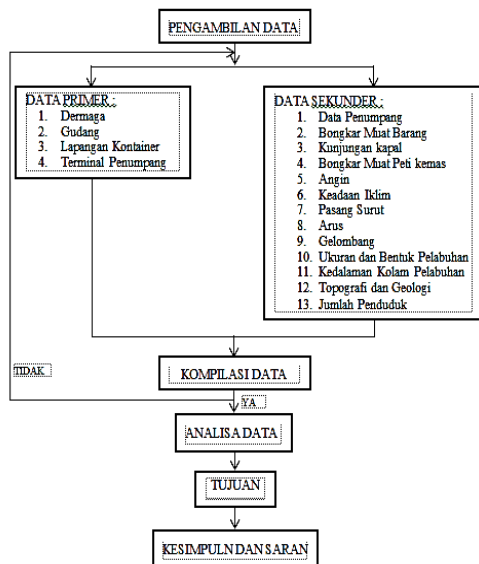 PENGAMBILAN DATA
DATA PRIMER :
1. Dermaga
2. Gudang
3. Lapangan Kontainer
4. Terminal Penumpang
DATA SEKUNDER :
1. Data Penumpang
2. Bongkar Muat Barang
3. Kunjungan kapal
4. Bongkar Muat Peti kemas
5. Angin
6. Keadaan Iklim
7. Pasang Surut
8. Arus
9. Gelombang
10. Ukuran dan Bentuk Pelabuhan
11. Kedalaman Kolam Pelabuhan
12. Topografi dan Geologi
13. Jumlah Penduduk
KOMPILASI DATA
TIDAK
YA
ANALISA DATA
TUJUAN
KESIMPULN DAN SARAN